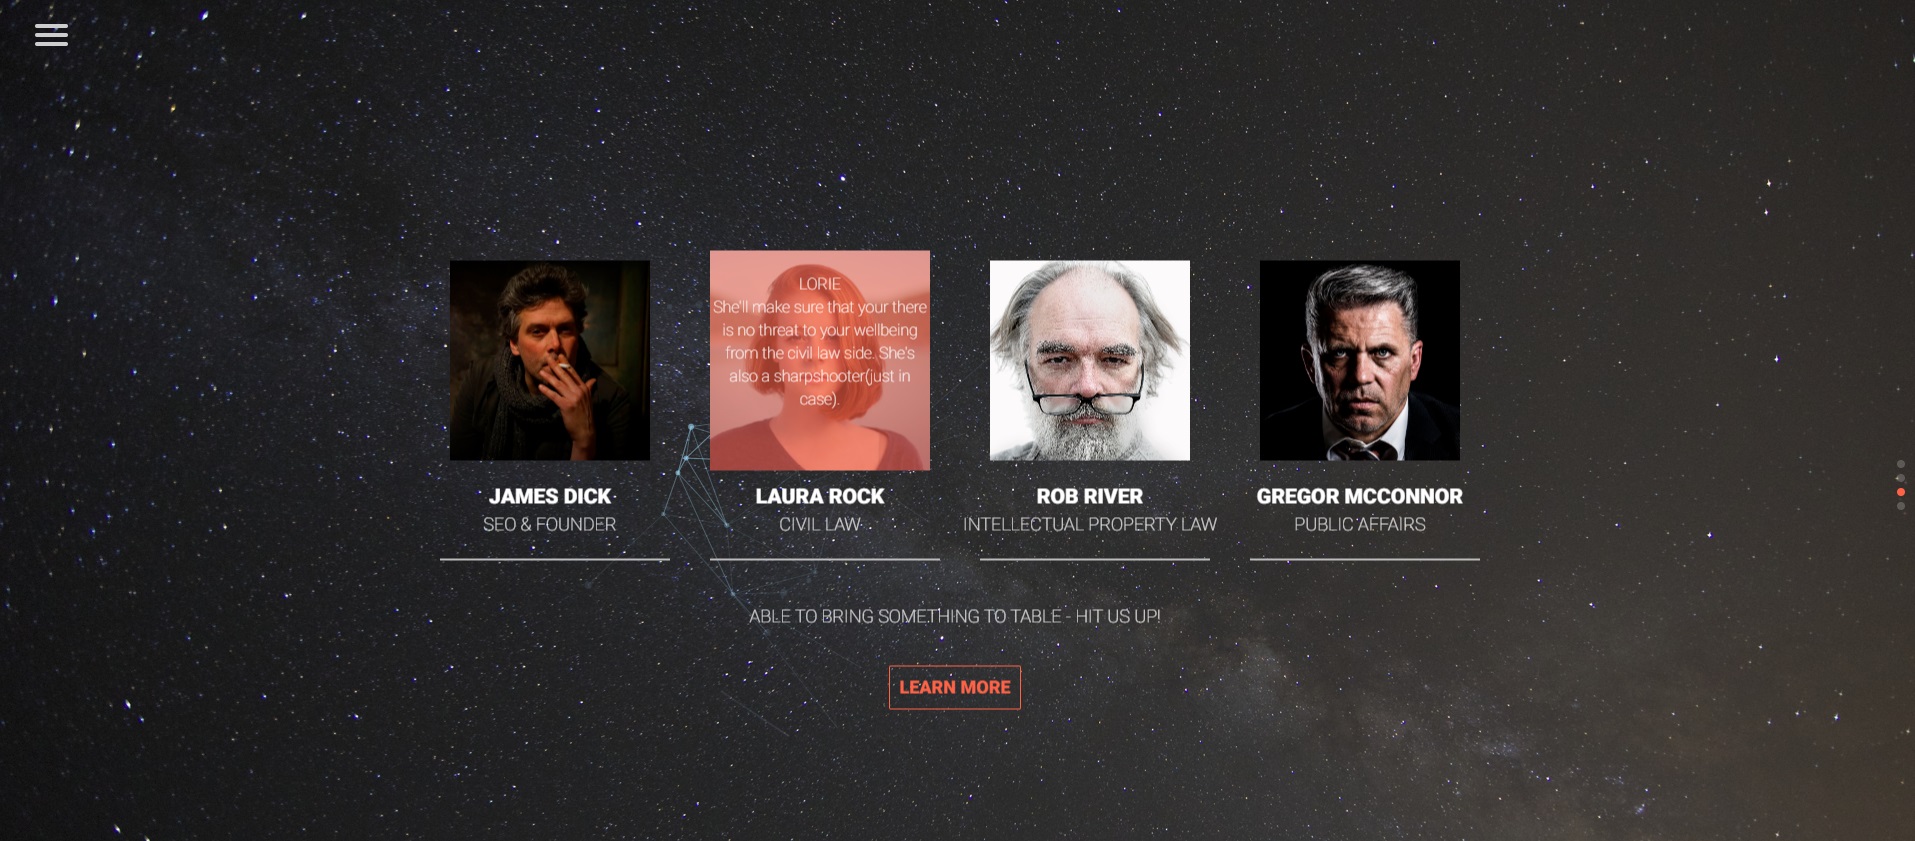 LORIE
She'll make sure that your there
is no threat to your wellbeing
from the civil law side. She's
also a sharpshooter(just in
case).
JAMES DICK
LAURA ROCK
ROB RIVER
GREGOR MCCONNOR
SEO & FOUNDER
CIVIL LAW
INTELLECTUAL PROPERTY LAW
PUBLIC AFFAIRS
ABLE TO BRING SOMETHING TO TABLE - HIT US UP!
LEARN MORE